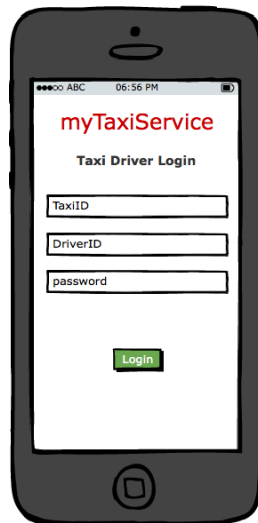 ABC 06:56 PM
myTaxiService
Taxi Driver Login
TaxiID
DriverID
password
Login